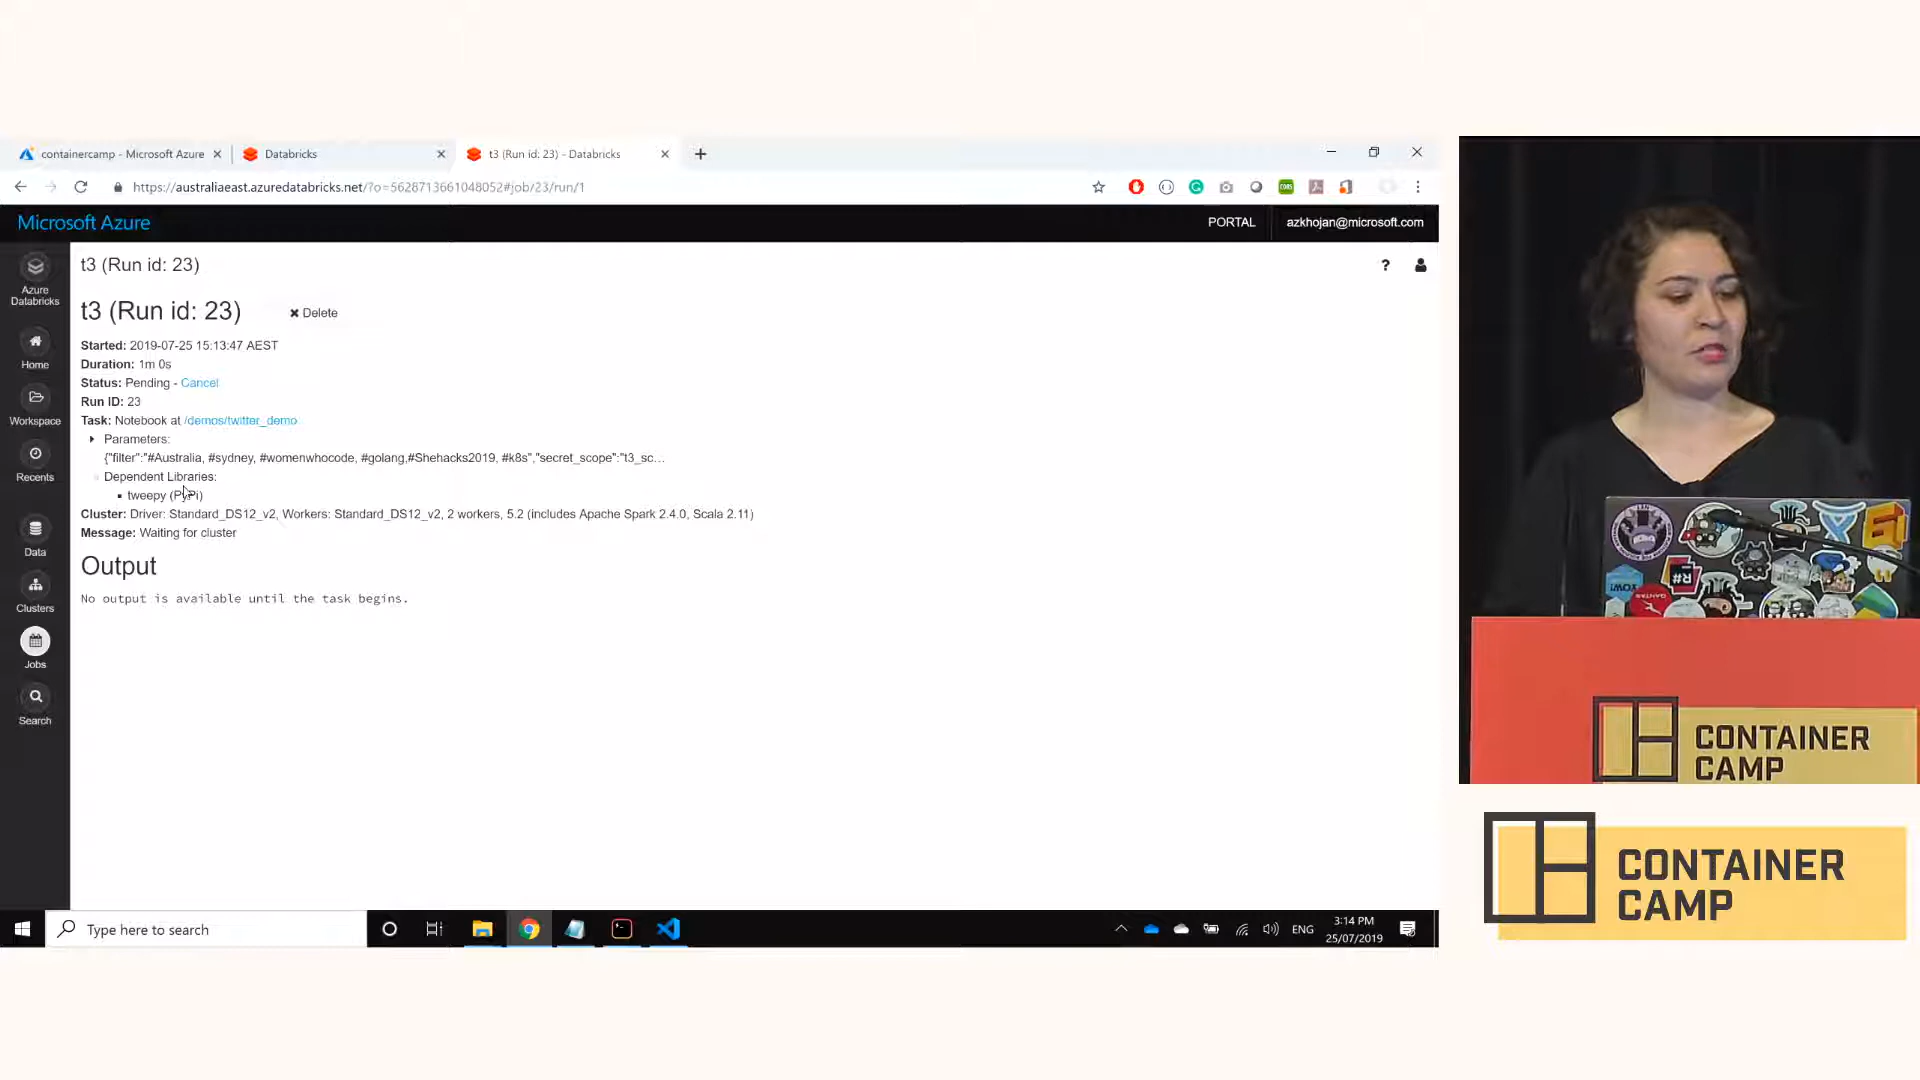 containercamp - Microsoft Azure
Databricks
t3 (Run id: 23) - Databricks
https://australiaeast.azuredatabricks.net/?o=5628713661048052#job/23/run/1
Microsoft Azure
PORTAL
azkhojan@microsoft.com
t3 (Run id: 23)
?
t3 (Run id: 23)
Delete
Started: 2019-07-25 15:13:47 AEST
Duration: 1m 0s
Status: Pending - Cancel
Run ID: 23
Task: Notebook at /demos/twitter_demo
Parameters:
{"filter":"#Australia, #sydney, #womenwhocode, #golang,#Shehacks2019, #k8s","secret_scope":"t3_sc...
Dependent Libraries:
tweepy (PyPi)
Cluster: Driver: Standard_DS12_v2, Workers: Standard_DS12_v2, 2 workers, 5.2 (includes Apache Spark 2.4.0, Scala 2.11)
Message: Waiting for cluster
Output
No output is available until the task begins.
Azure
Databricks
Home
Workspace
Recents
Data
Clusters
Jobs
Search
Type here to search
ENG
3:14 PM
25/07/2019
R#
YOW!
QANTAS
CONTAINER
CAMP
CONTAINER
CAMP